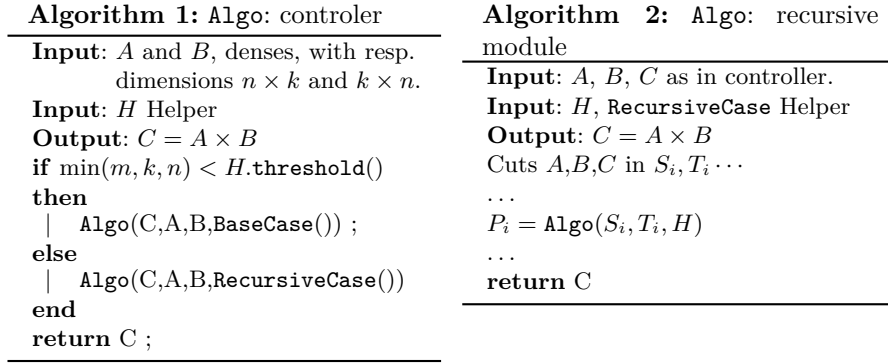 Algorithm 1: Algo: controler
Input: A and B, denses, with resp.
dimensions n × k and k × n.
Input: H Helper
Output: C = A × B
if min(m, k, n) < H.threshold()
then
Algo(C,A,B,BaseCase()) ;
else
Algo(C,A,B,RecursiveCase())
end
return C ;
Algorithm 2: Algo: recursive
module
Input: A, B, C as in controller.
Input: H, RecursiveCase Helper
Output: C = A × B
Cuts A,B,C in S_i, T_i ···
...
P_i = Algo(S_i, T_i, H)
...
return C